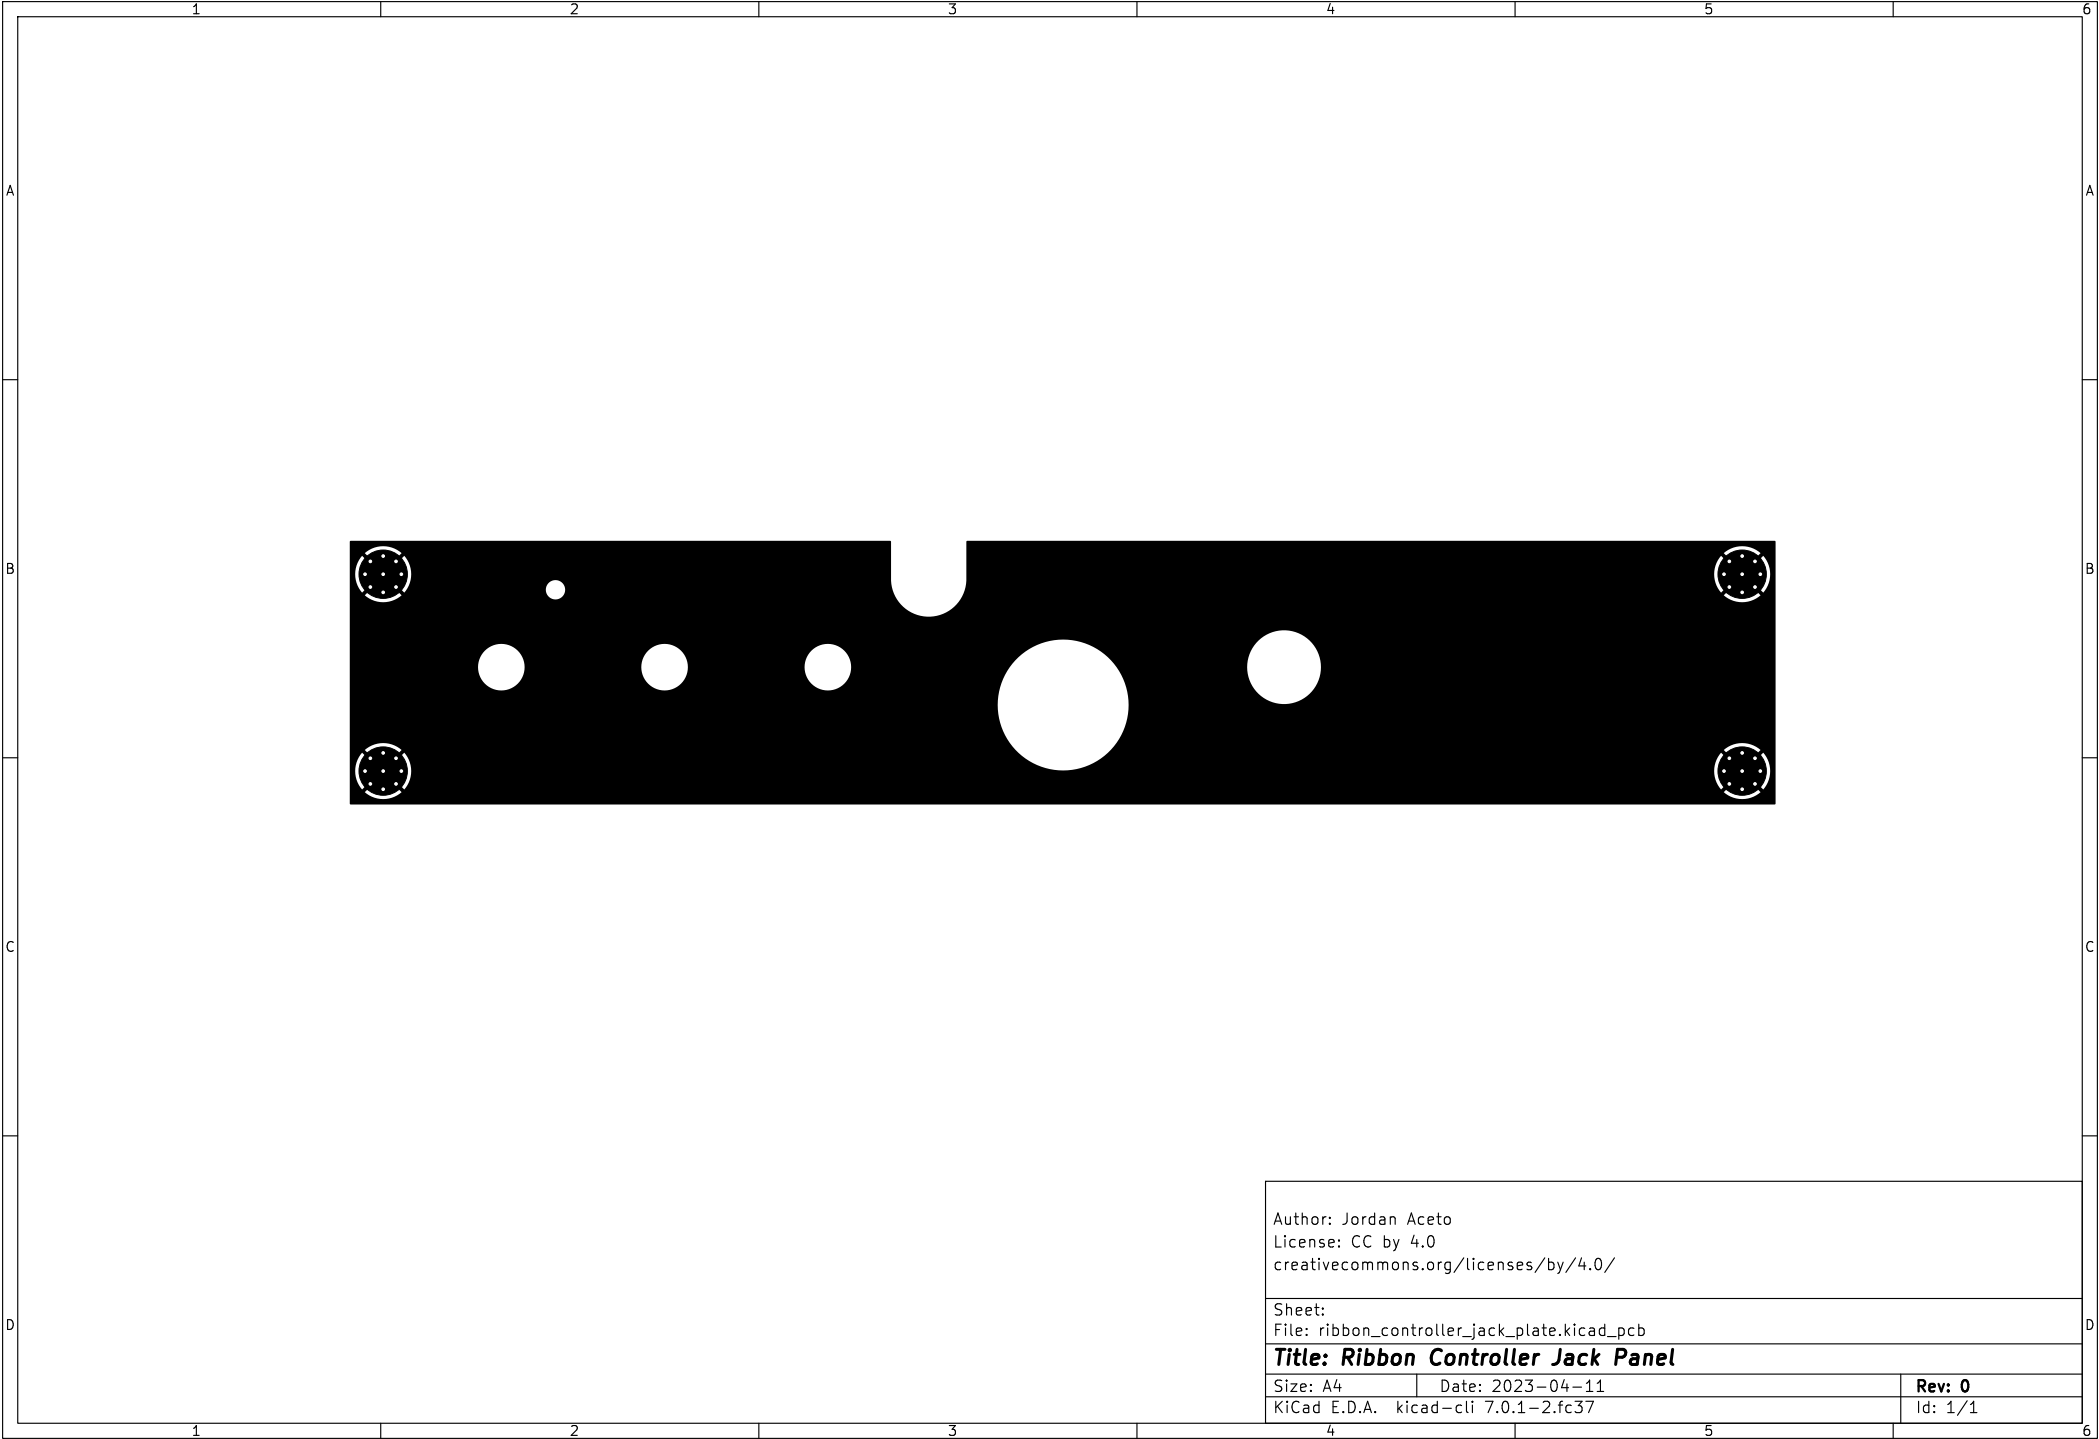 1 2 3 4 5 6
A A
B B
C C
Author: Jordan Aceto
License: CC by 4.0
creativecommons.org/licenses/by/4.0/
Sheet:
D D
File: ribbon_controller_jack_plate.kicad_pcb
Title: Ribbon Controller Jack Panel
Size: A4 Date: 2023-04-11 Rev: 0
KiCad E.D.A. kicad-cli 7.0.1-2.fc37 Id: 1/1
1 2 3 4 5 6